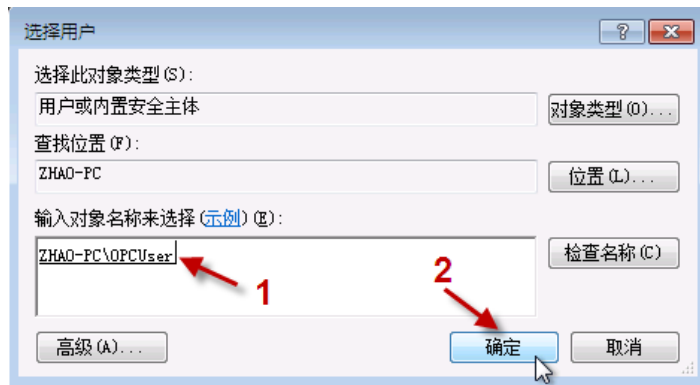 选择用户
选择此对象类型(S):
用户或内置安全主体
对象类型(O)...
查找位置(F):
ZHAO-PC
位置(L)...
输入对象名称来选择(示例)(E):
ZHAO-PC\OPCUser
检查名称(C)
1
2
高级(A)...
确定
取消